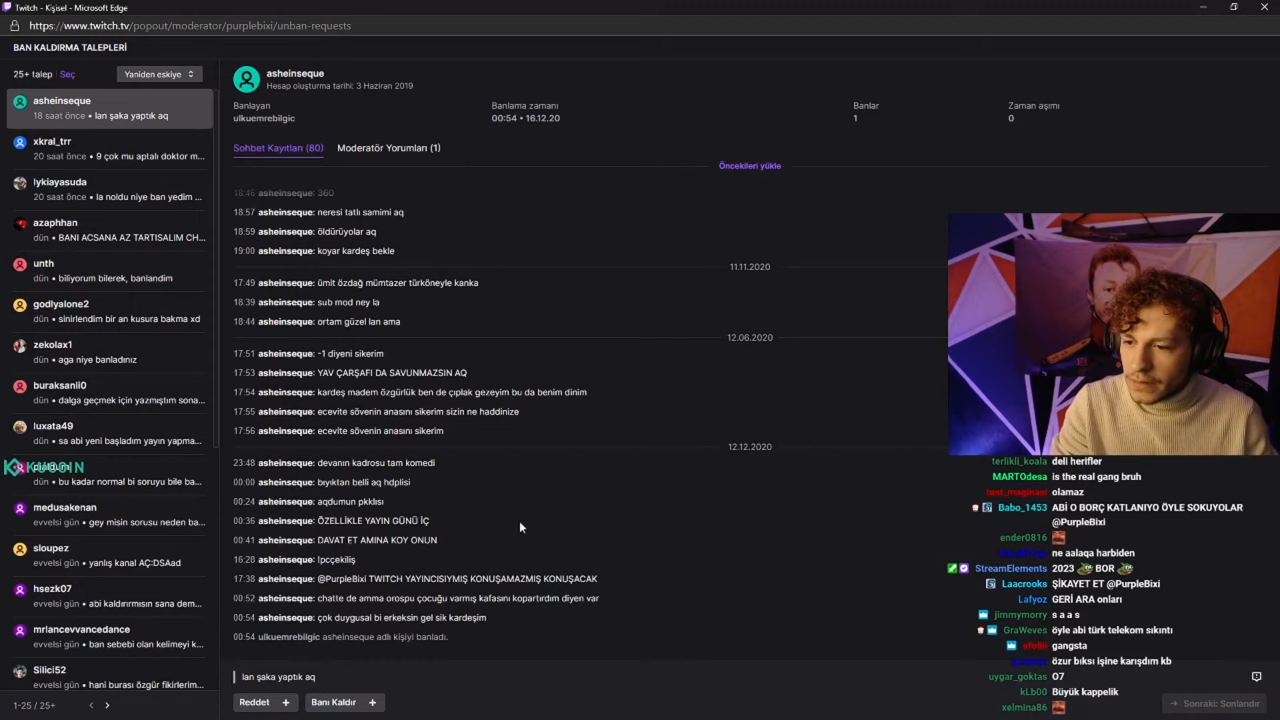 Twitch - Kişisel - Microsoft Edge
https://www.twitch.tv/popout/moderator/purplebixi/unban-requests
BAN KALDIRMA TALEPLERİ
25+ talep Seç Yeniden eskiye
asheinseque
18 saat önce • lan şaka yaptık aq
xkral_trr
20 saat önce • 9 çok mu aptalı doktor m...
lykiayasuda
20 saat önce • la noldu niye ban yedim ...
azaphhan
dün • BANI ACSANA AZ TARTISALIM CH...
unth
dün • biliyorum bilerek, banlandim
godlyalone2
dün • sinirlendim bir an kusura bakma xd
zekolax1
dün • aga niye banladınız
buraksanli0
dün • dalga geçmek için yazmıştım sona...
luxata49
dün • sa abi yeni başladım yayın yapma...
KUCOIN
dün • bu kadar normal bi soruyu bile ba...
medusakenan
evvelsi gün • gey misin sorusu neden ba...
sloupez
evvelsi gün • yanlış kanal AÇ:DSAad
hsezk07
evvelsi gün • abi kaldırırmısın sana dem...
mrlancevvancedance
evvelsi gün • ban sebebi olan kelimeyi k...
Silici52
evvelsi gün • hani burası özgür fikirlerim...
1-25 / 25+
asheinseque
Hesap oluşturma tarihi: 3 Haziran 2019
Banlayan Banlama zamanı Banlar Zaman aşımı
ulkuemrebilgic 00:54 • 16.12.20 1 0
Sohbet Kayıtları (80) Moderatör Yorumları (1)
Öncekileri yükle
18:46 asheinseque: 360
18:57 asheinseque: neresi tatlı samimi aq
18:59 asheinseque: öldürüyolar aq
19:00 asheinseque: koyar kardeş bekle
11.11.2020
17:49 asheinseque: ümit özdağ mümtazer türköneyle kanka
18:39 asheinseque: sub mod ney la
18:44 asheinseque: ortam güzel lan ama
12.06.2020
17:51 asheinseque: -1 diyeni sikerim
17:53 asheinseque: YAV ÇARŞAFI DA SAVUNMAZSIN AQ
17:54 asheinseque: kardeş madem özgürlük ben de çıplak gezeyim bu da benim dinim
17:55 asheinseque: ecevite sövenin anasını sikerim sizin ne haddinize
17:56 asheinseque: ecevite sövenin anasını sikerim
12.12.2020
23:48 asheinseque: devanın kadrosu tam komedi
00:00 asheinseque: bıyıktan belli aq hdplisi
00:24 asheinseque: aqdumun pkklısı
00:36 asheinseque: ÖZELLİKLE YAYIN GÜNÜ İÇ
00:41 asheinseque: DAVAT ET AMINA KOY ONUN
16:28 asheinseque: !pcçekiliş
17:38 asheinseque: @PurpleBixi TWITCH YAYINCISIYMIŞ KONUŞAMAZMIŞ KONUŞACAK
00:52 asheinseque: chatte de amma orospu çocuğu varmış kafasını kopartırdım diyen var
00:54 asheinseque: çok duygusal bi erkeksin gel sik kardeşim
00:54 ulkuemrebilgic asheinseque adlı kişiyi banladı.
lan şaka yaptık aq
Reddet + Banı Kaldır +
Sonraki: Sonlandır
terlikli_koala deli herifler
MARTOdesa is the real gang bruh
olamaz
Babo_1453 ABİ O BORÇ KATLANIYO ÖYLE SOKUYOLAR
@PurpleBixi
ender0816
ne aalaqa harbiden
StreamElements 2023 BOR
Laacrooks ŞİKAYET ET @PurpleBixi
Lafyoz GERİ ARA onları
jimmymorry s a a s
GraWeves öyle abi türk telekom sıkıntı
gangsta
özur bıksı işine karışdım kb
uygar_goktas O7
kLb00 Büyük kappelik
xelmina86